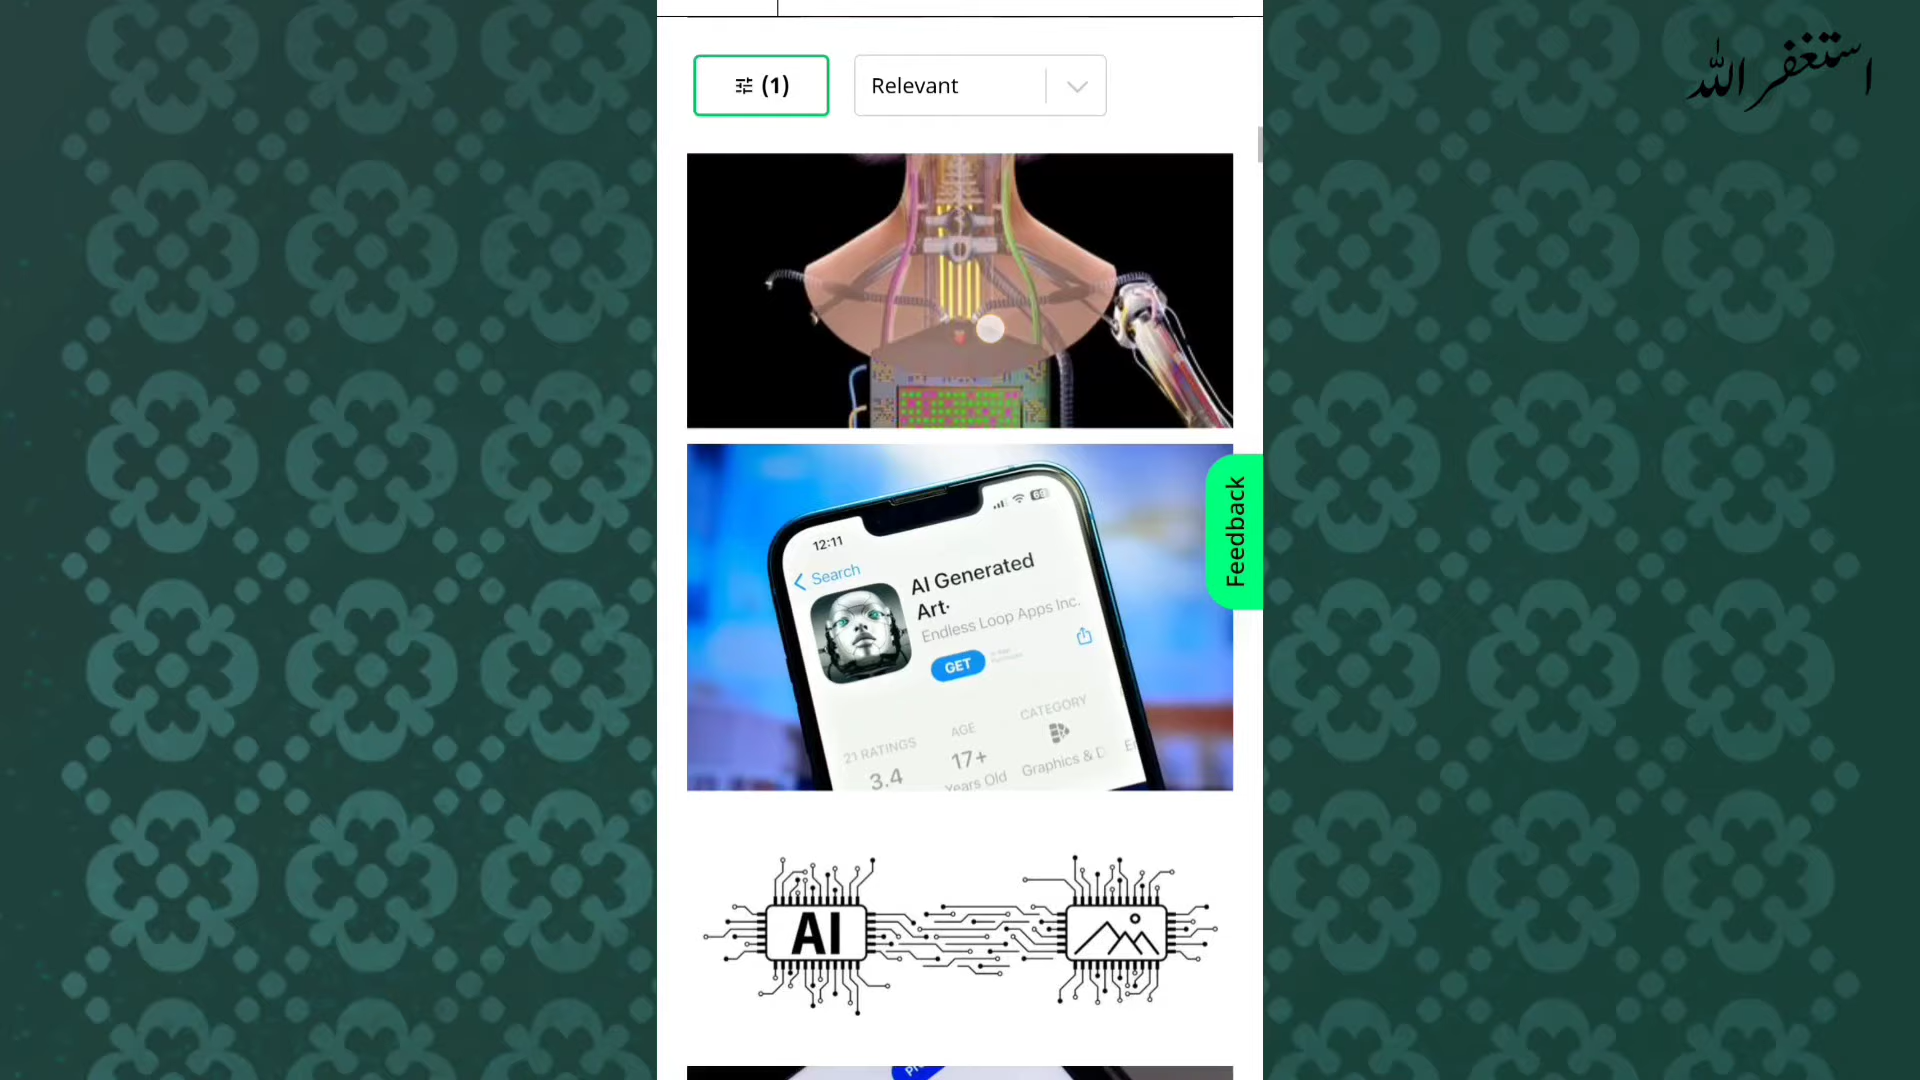 استغفر الله
(1)
Relevant
12:11
Search
AI Generated
Art
Endless Loop Apps Inc.
GET
21 RATINGS
3.4
AGE
17+
Years Old
CATEGORY
Graphics & D
Feedback
AI